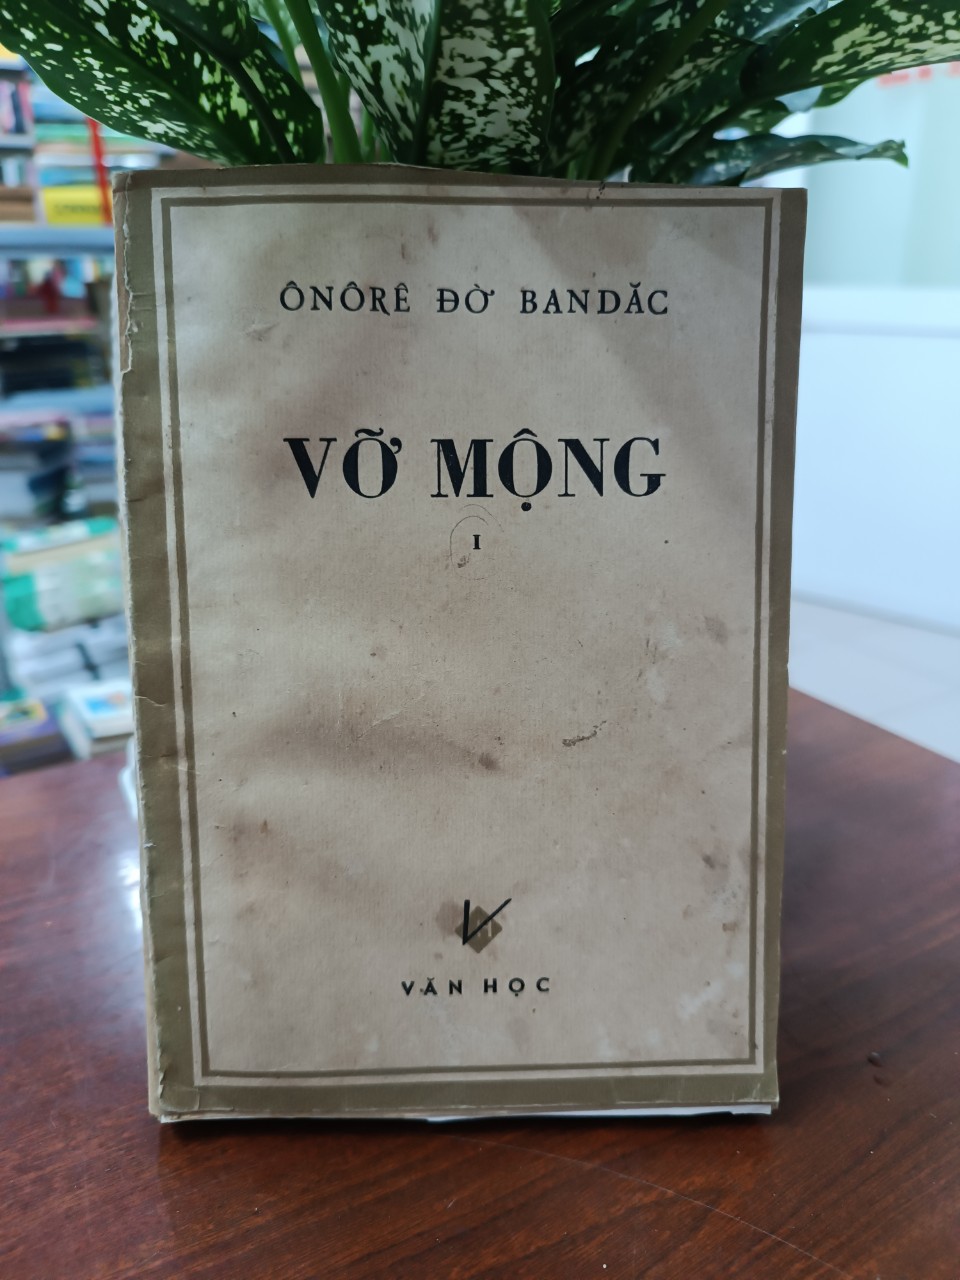 ÔNÔRÊ ĐỜ BANDĂC
VỠ MỘNG
I
VĂN HỌC